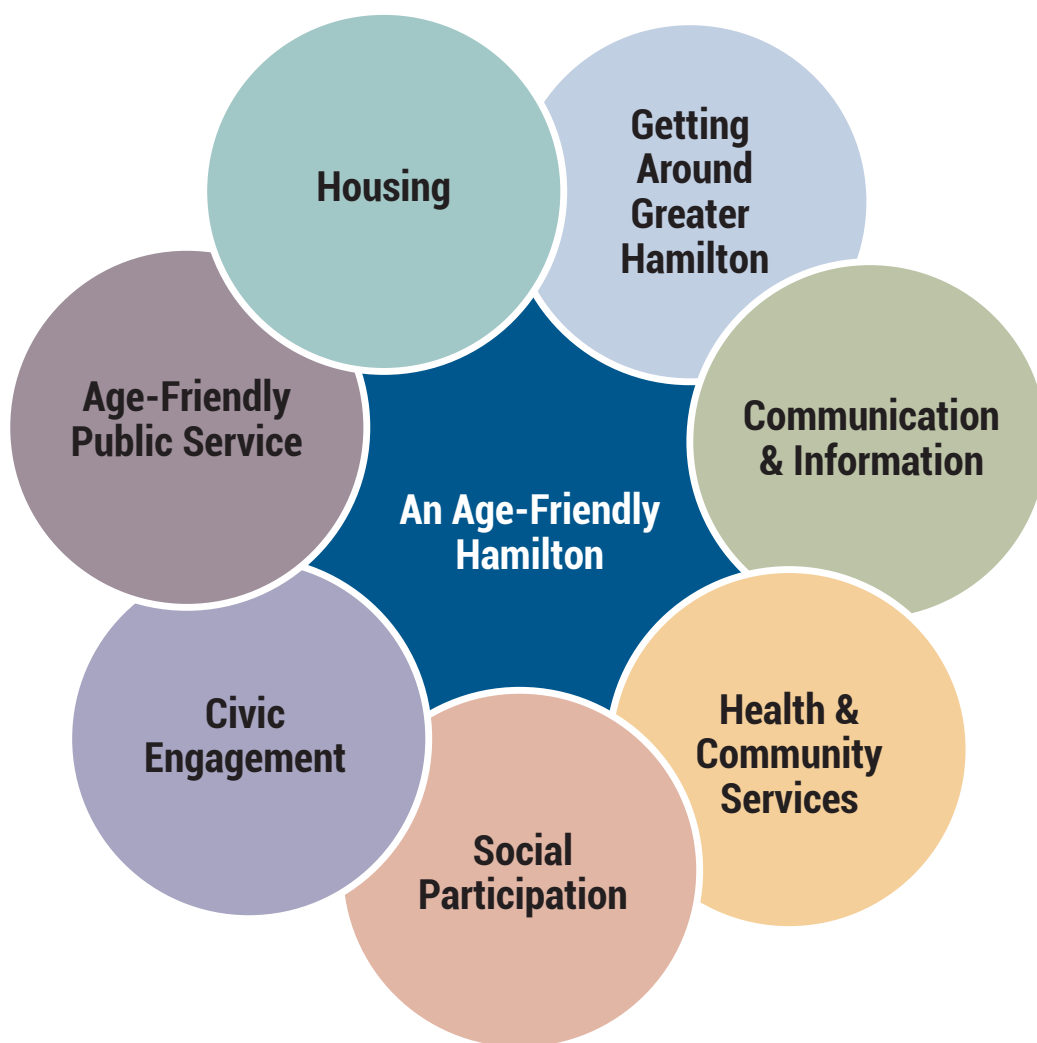 Housing
Getting
Around
Greater
Hamilton
Age-Friendly
Public Service
Communication
& Information
An Age-Friendly
Hamilton
Civic
Engagement
Health &
Community
Services
Social
Participation